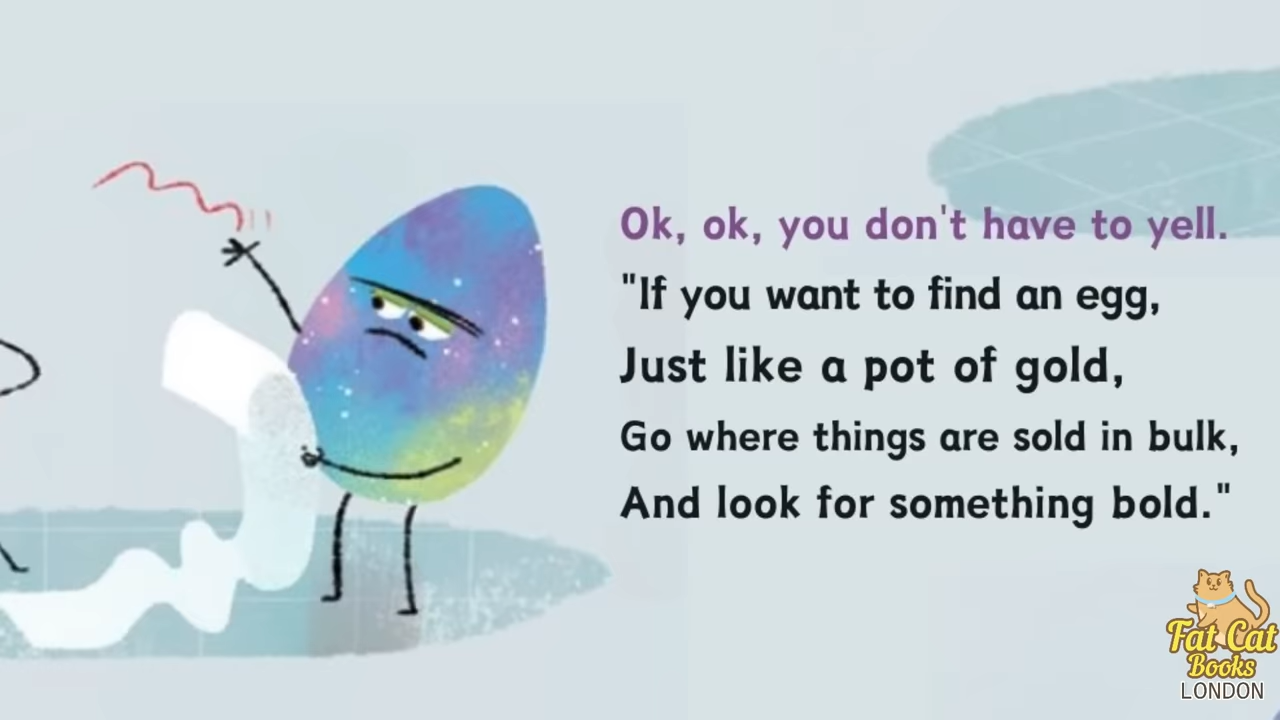 Ok, ok, you don't have to yell.
"If you want to find an egg,
Just like a pot of gold,
Go where things are sold in bulk,
And look for something bold."
Fat Cat
Books
LONDON